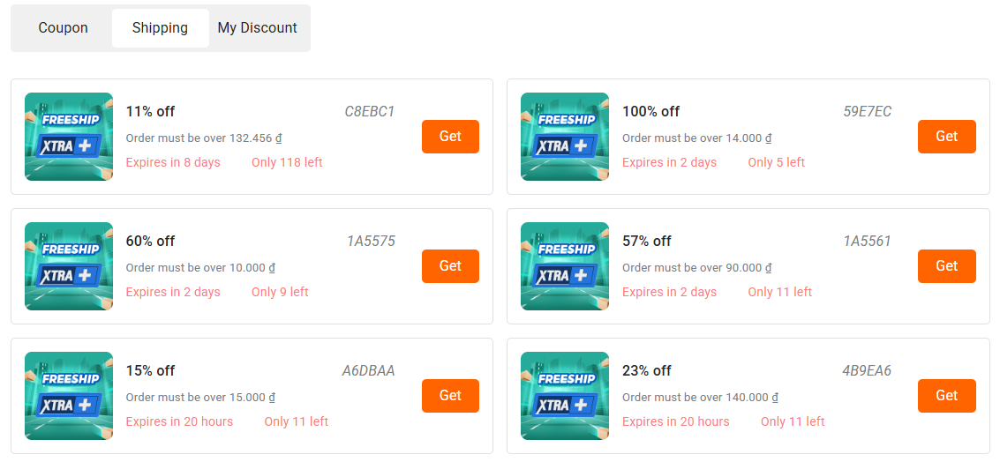 Coupon Shipping My Discount
FREESHIP
XTRA +
11% off C8EBC1
Order must be over 132.456 ₫
Expires in 8 days Only 118 left
Get
FREESHIP
XTRA +
100% off 59E7EC
Order must be over 14.000 ₫
Expires in 2 days Only 5 left
Get
FREESHIP
XTRA +
60% off 1A5575
Order must be over 10.000 ₫
Expires in 2 days Only 9 left
Get
FREESHIP
XTRA +
57% off 1A5561
Order must be over 90.000 ₫
Expires in 2 days Only 11 left
Get
FREESHIP
XTRA +
15% off A6DBAA
Order must be over 15.000 ₫
Expires in 20 hours Only 11 left
Get
FREESHIP
XTRA +
23% off 4B9EA6
Order must be over 140.000 ₫
Expires in 20 hours Only 11 left
Get